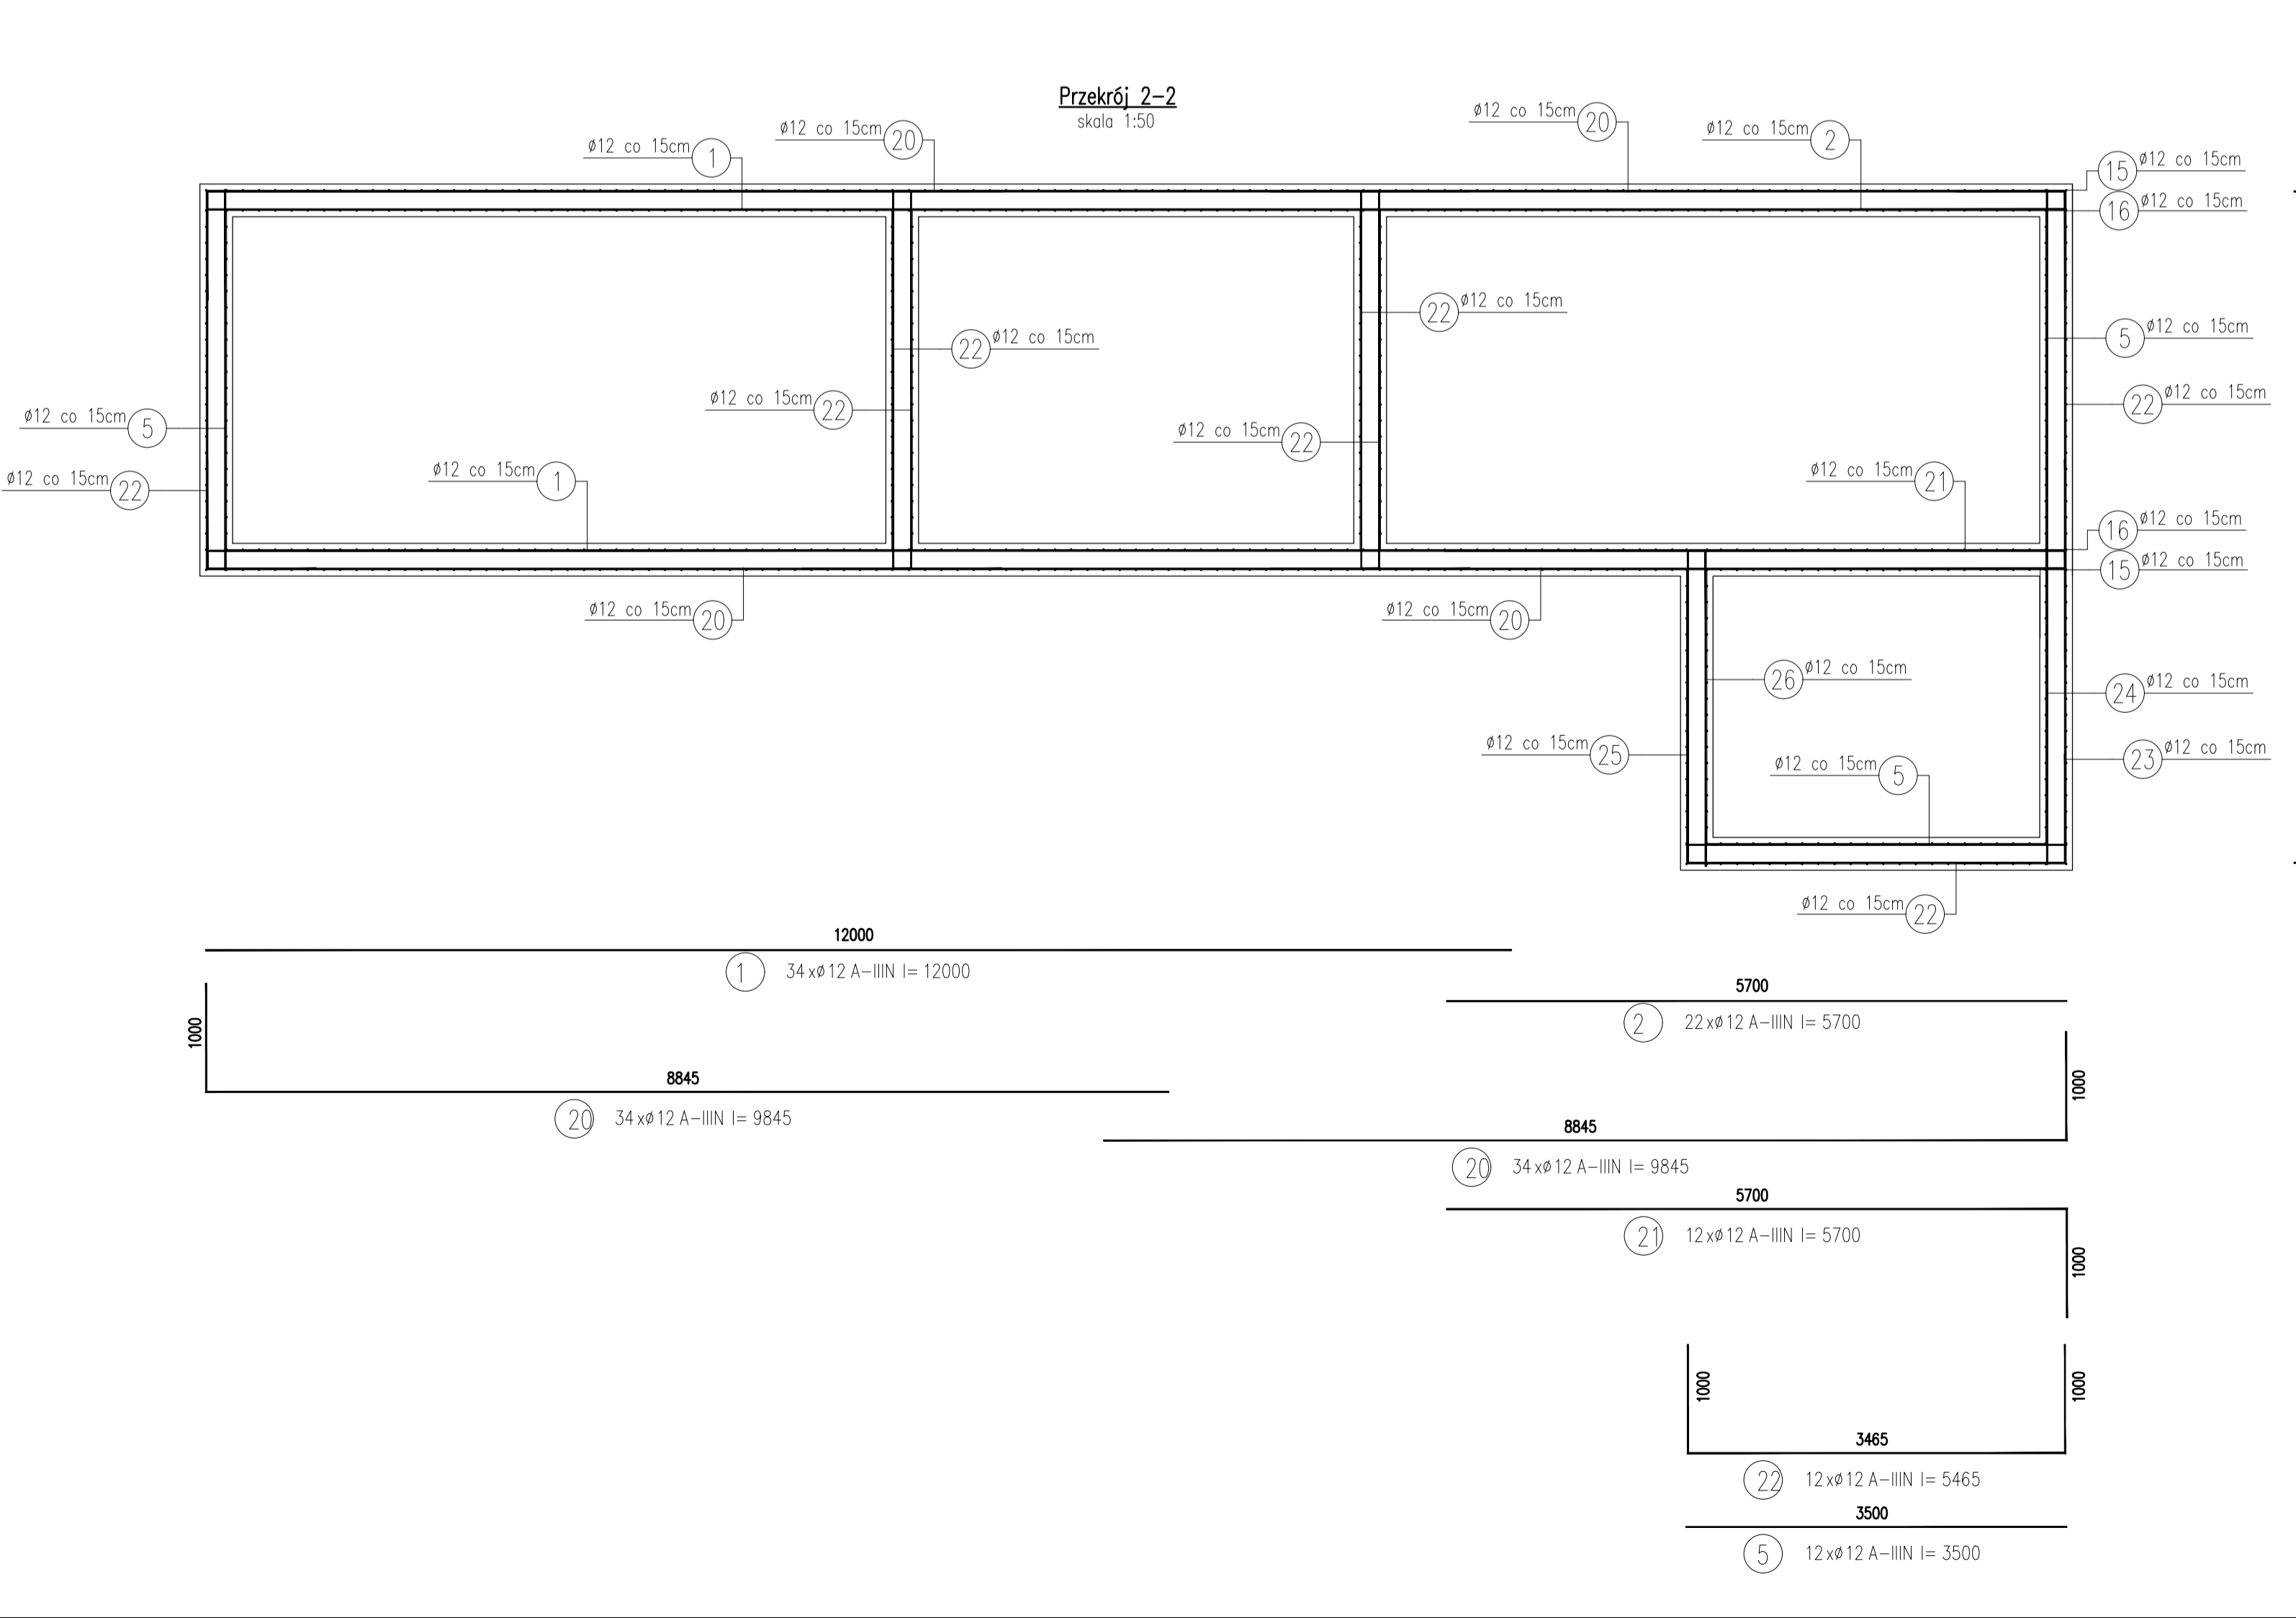 Przekrój 2-2
skala 1:50
ø12 co 15cm 20
ø12 co 15cm 2
ø12 co 15cm 20
ø12 co 15cm 1
15 ø12 co 15cm
16 ø12 co 15cm
22 ø12 co 15cm
5 ø12 co 15cm
22 ø12 co 15cm
22 ø12 co 15cm
ø12 co 15cm 22
ø12 co 15cm 5
ø12 co 15cm 22
ø12 co 15cm 1
ø12 co 15cm 21
ø12 co 15cm 22
16 ø12 co 15cm
15 ø12 co 15cm
ø12 co 15cm 20
ø12 co 15cm 20
26 ø12 co 15cm
24 ø12 co 15cm
ø12 co 15cm 25
23 ø12 co 15cm
ø12 co 15cm 5
ø12 co 15cm 22
12000
1 34xø12 A-IIIN l= 12000
5700
2 22xø12 A-IIIN l= 5700
1000
8845
20 34xø12 A-IIIN l= 9845
1000
8845
20 34xø12 A-IIIN l= 9845
5700
21 12xø12 A-IIIN l= 5700
1000
1000
1000
3465
22 12xø12 A-IIIN l= 5465
3500
5 12xø12 A-IIIN l= 3500